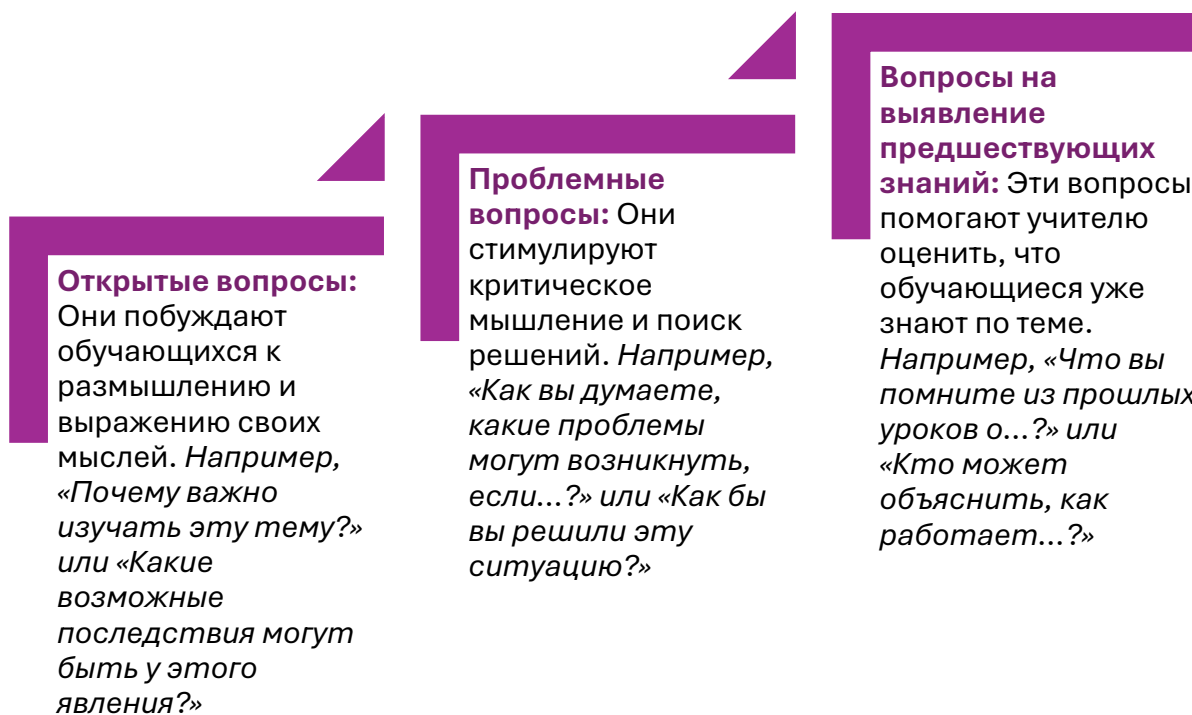 Открытые вопросы:
Они побуждают
обучающихся к
размышлению и
выражению своих
мыслей. Например,
«Почему важно
изучать эту тему?»
или «Какие
возможные
последствия могут
быть у этого
явления?»
Проблемные
вопросы: Они
стимулируют
критическое
мышление и поиск
решений. Например,
«Как вы думаете,
какие проблемы
могут возникнуть,
если...?» или «Как бы
вы решили эту
ситуацию?»
Вопросы на
выявление
предшествующих
знаний: Эти вопросы
помогают учителю
оценить, что
обучающиеся уже
знают по теме.
Например, «Что вы
помните из прошлых
уроков о...?» или
«Кто может
объяснить, как
работает...?»